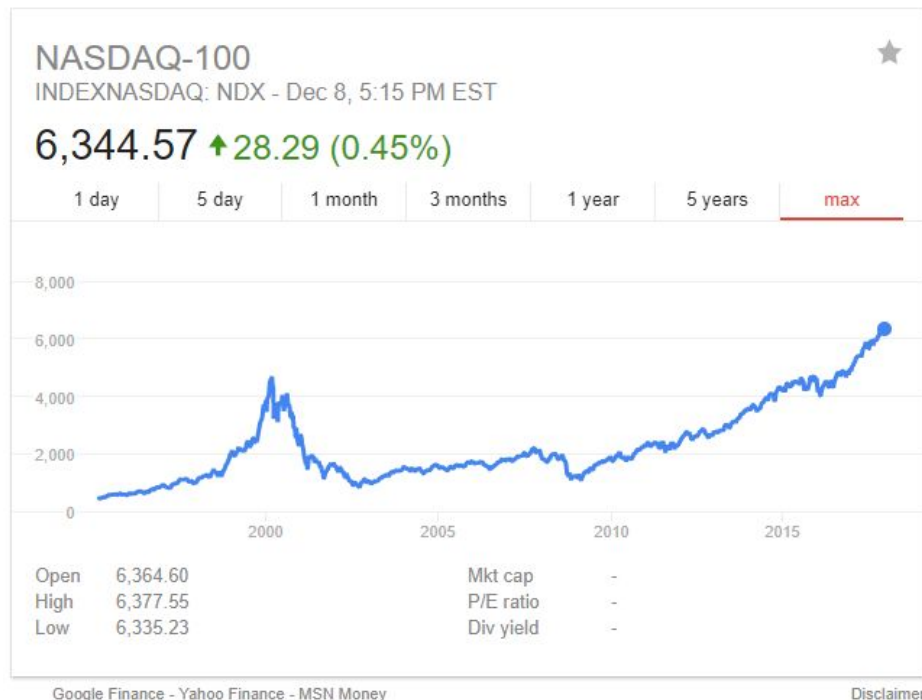 NASDAQ-100
INDEXNASDAQ: NDX - Dec 8, 5:15 PM EST
6,344.57 28.29 (0.45%)
1 day 5 day 1 month 3 months 1 year 5 years max
8,000
6,000
4,000
2,000
0
2000 2005 2010 2015
Open 6,364.60 Mkt cap -
High 6,377.55 P/E ratio -
Low 6,335.23 Div yield -
Google Finance - Yahoo Finance - MSN Money Disclaimer